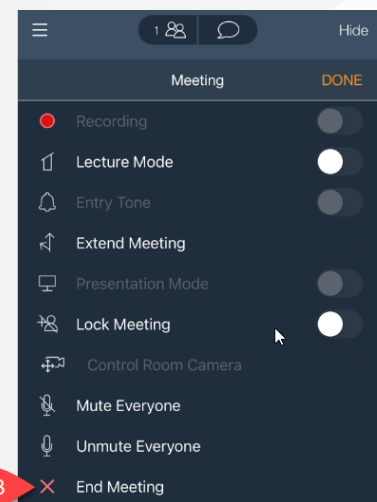 1 Hide
Meeting DONE
Recording
Lecture Mode
Entry Tone
Extend Meeting
Presentation Mode
Lock Meeting
Control Room Camera
Mute Everyone
Unmute Everyone
3 End Meeting